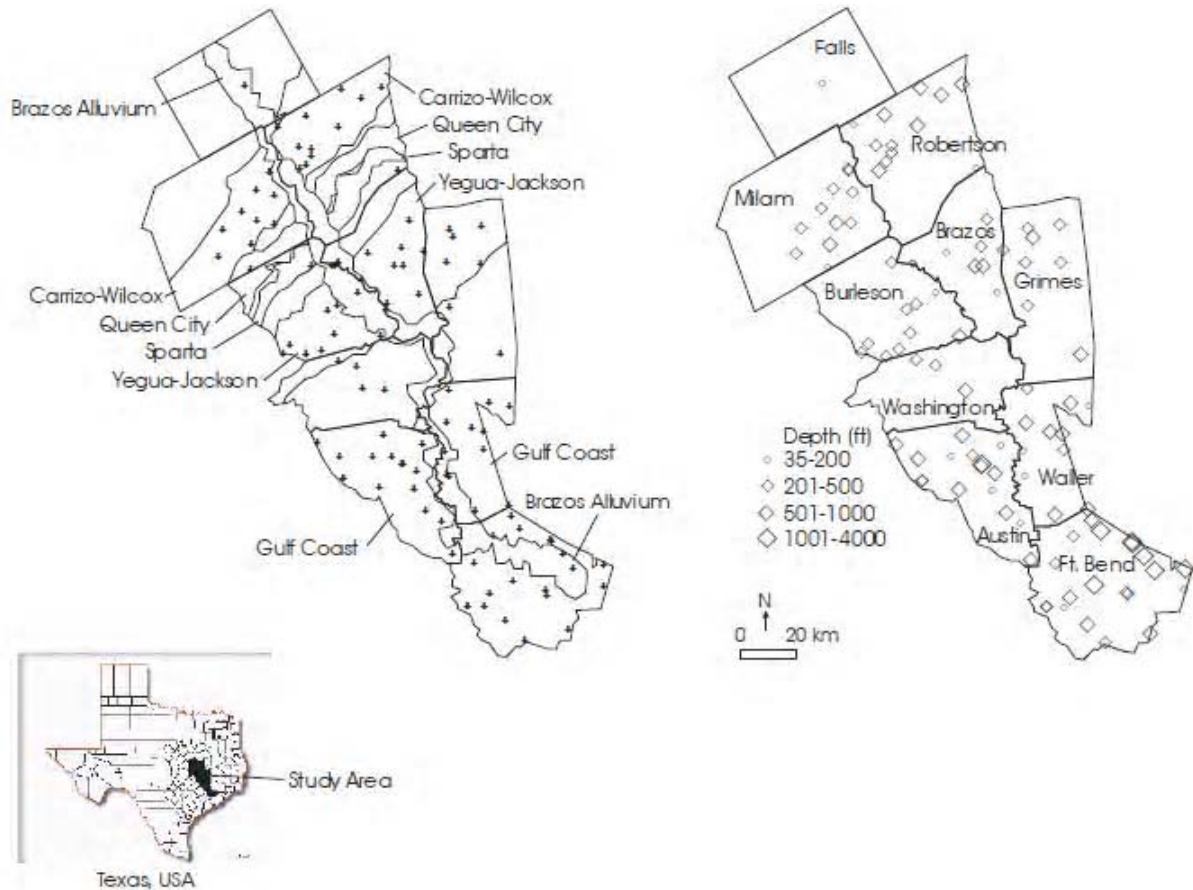 Brazos Alluvium
Carrizo-Wilcox
Queen City
Sparta
Yegua-Jackson
Carrizo-Wilcox
Queen City
Sparta
Yegua-Jackson
Gulf Coast
Brazos Alluvium
Gulf Coast
Falls
Robertson
Milam
Brazos
Grimes
Burleson
Washington
Waller
Austin
Ft. Bend
Depth (ft)
35-200
201-500
501-1000
1001-4000
N
0 20 km
Study Area
Texas, USA